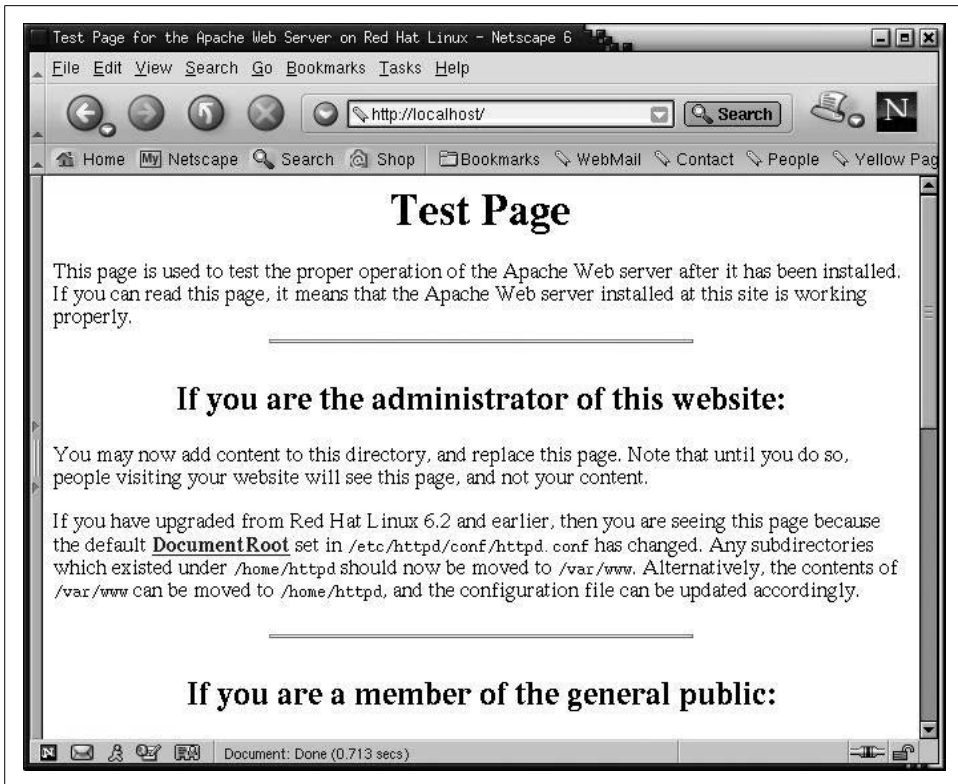 Test Page for the Apache Web Server on Red Hat Linux - Netscape 6
File Edit View Search Go Bookmarks Tasks Help
http://localhost/
Search
N
Home My Netscape Search Shop Bookmarks WebMail Contact People Yellow Pag
Test Page
This page is used to test the proper operation of the Apache Web server after it has been installed.
If you can read this page, it means that the Apache Web server installed at this site is working
properly.
If you are the administrator of this website:
You may now add content to this directory, and replace this page. Note that until you do so,
people visiting your website will see this page, and not your content.
If you have upgraded from Red Hat Linux 6.2 and earlier, then you are seeing this page because
the default DocumentRoot set in /etc/httpd/conf/httpd.conf has changed. Any subdirectories
which existed under /home/httpd should now be moved to /var/www. Alternatively, the contents of
/var/www can be moved to /home/httpd, and the configuration file can be updated accordingly.
If you are a member of the general public:
N Document: Done (0.713 secs)